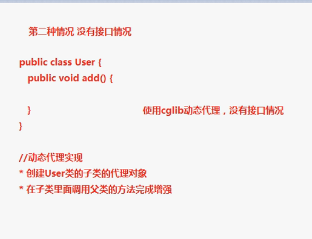 第二种情况 没有接口情况
public class User {
public void add() {
}
使用cglib动态代理，没有接口情况
}
//动态代理实现
* 创建User类的子类的代理对象
* 在子类里面调用父类的方法完成增强